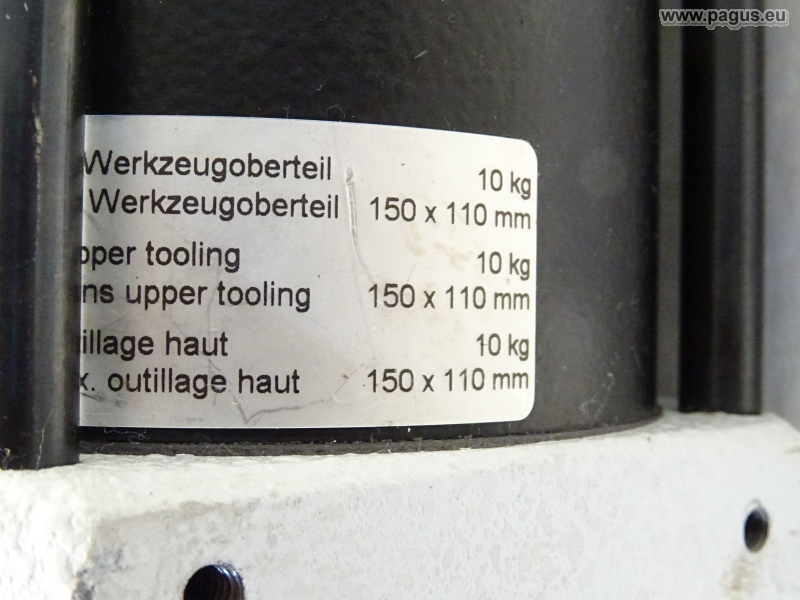 www.pagus.eu
Werkzeugoberteil 10 kg
Werkzeugoberteil 150 x 110 mm
pper tooling 10 kg
ns upper tooling 150 x 110 mm
illage haut 10 kg
x. outillage haut 150 x 110 mm